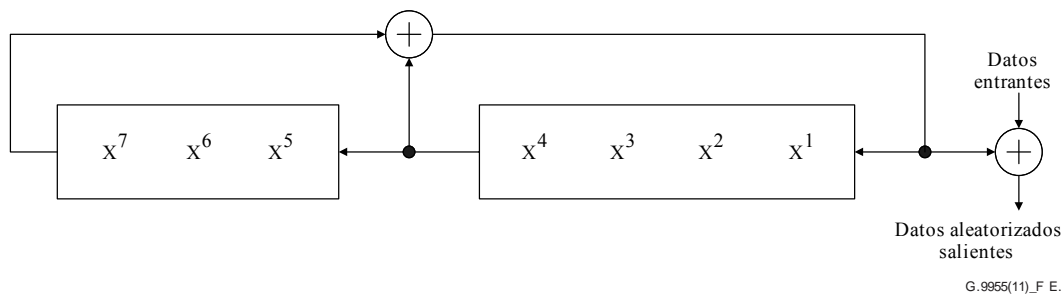 Datos
entrantes
X⁷ X⁶ X⁵ X⁴ X³ X² X¹
Datos aleatorizados
salientes
G.9955(11)_F E.